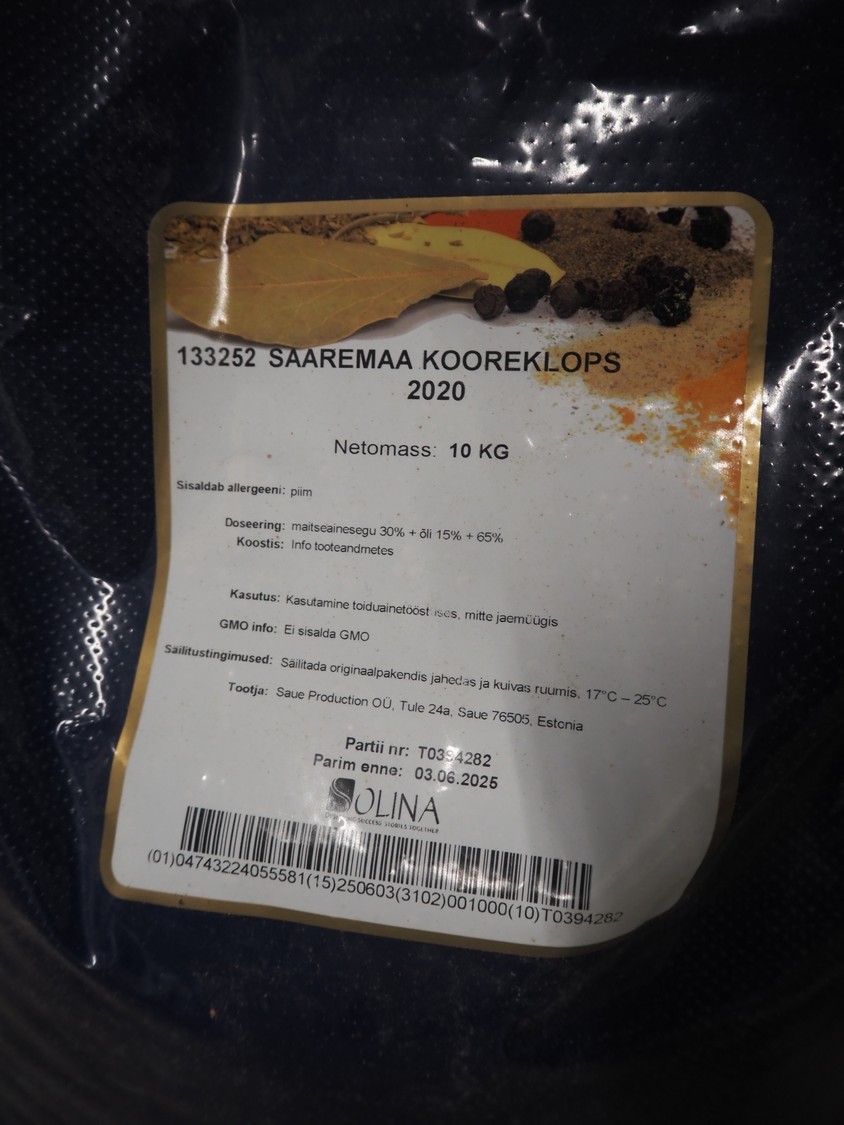 133252 SAAREMAA KOOREKLOPS
2020
Netomass: 10 KG
Sisaldab allergeeni: piim
Doseering: maitseainesegu 30% + õli 15% + 65%
Koostis: Info tooteandmetes
Kasutus: Kasutamine mitte jaemüügis
GMO info: Ei sisalda GMO
Säilitustingimused: Säilitada originaalpakendis jahedas ja kuivas ruumis, 17°C – 25°C
Tootja: Saue Production OÜ, Tule 24a, Saue 76505, Estonia
Partii nr: T0394282
Parim enne: 03.06.2025
SOLINA
SUCCESS STORIES TOGETHER
(01)04743224055581(15)250603(3102)001000(10)T0394282